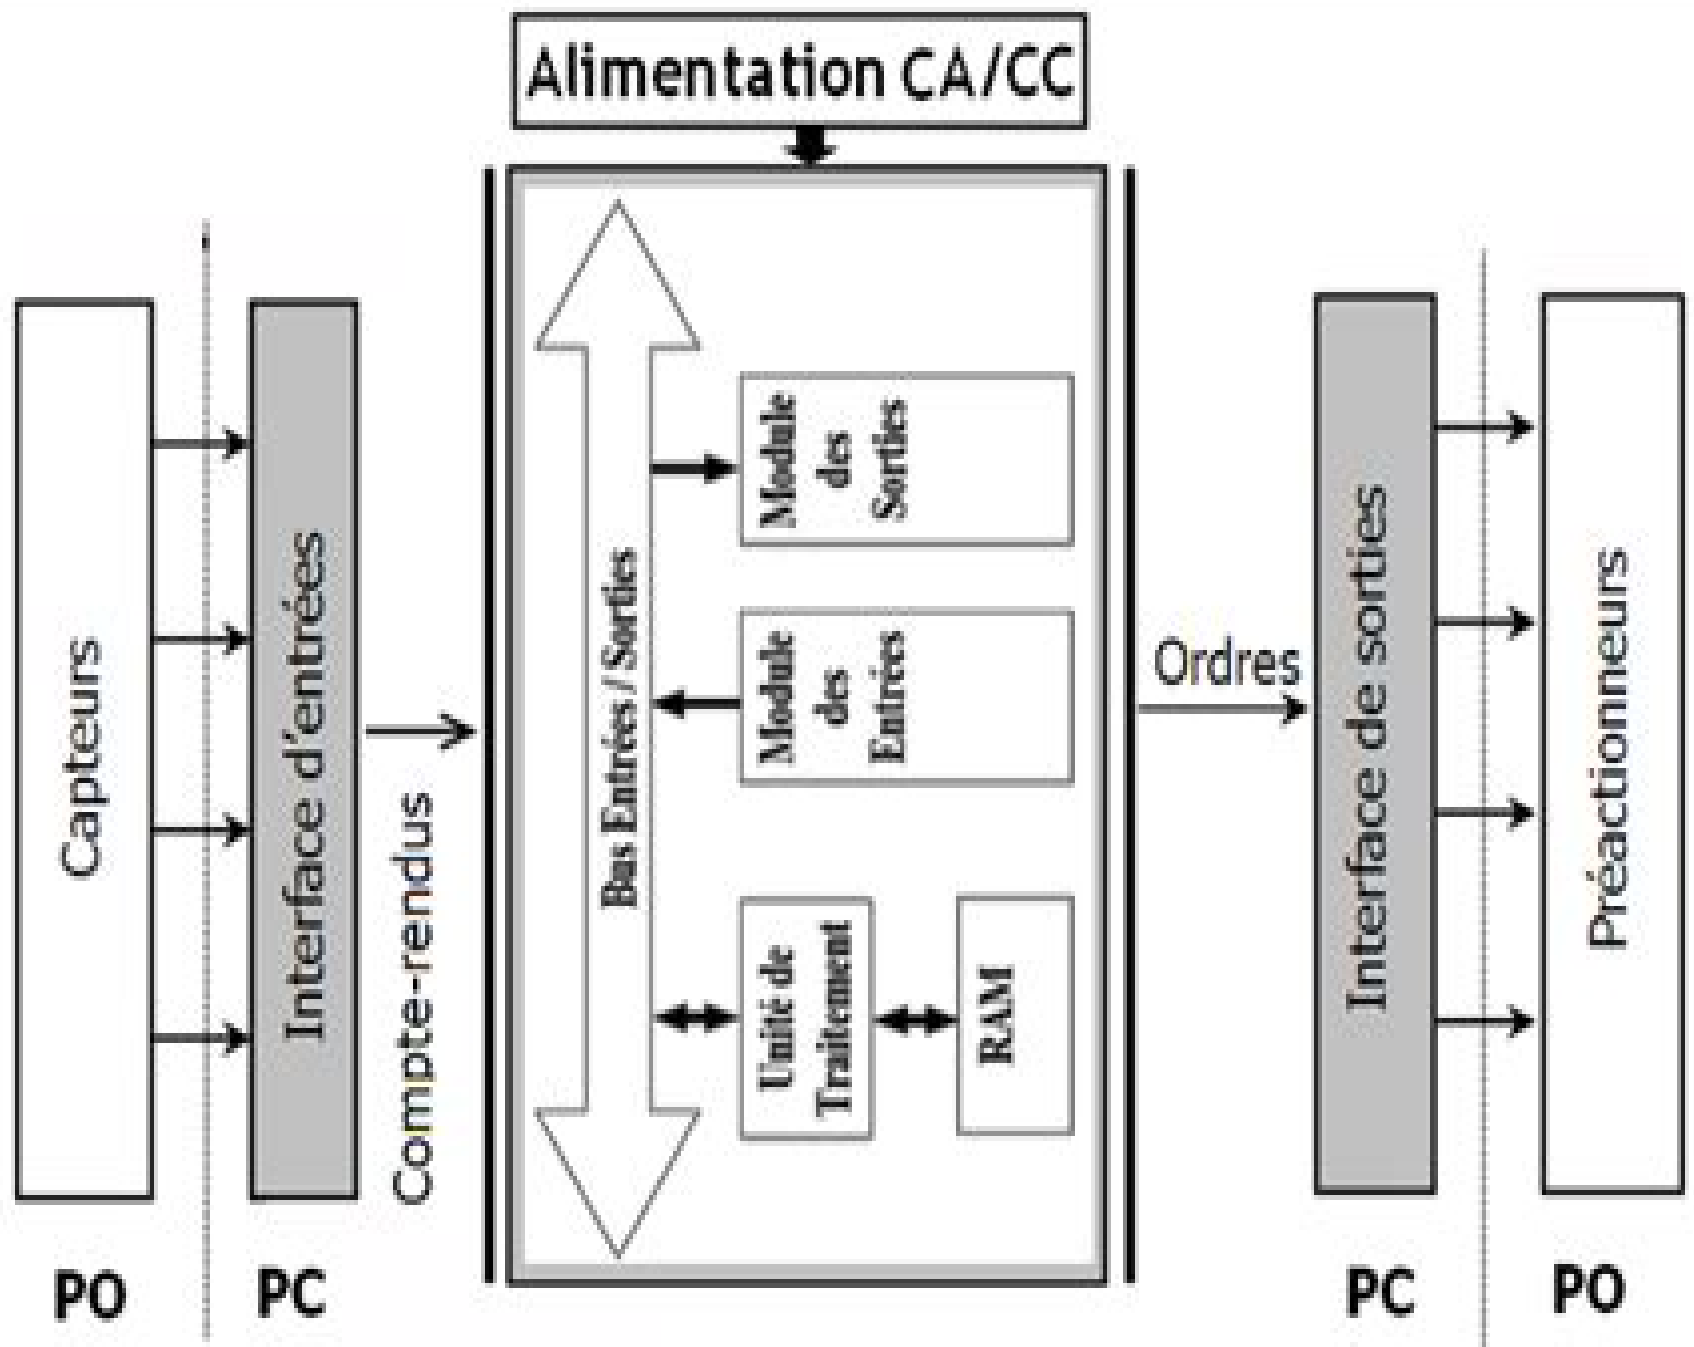 Alimentation CA/CC
Capteurs
Interface d'entrées
Compte-rendus
Bus Entrées / Sorties
Module
des
Sorties
Module
des
Entrées
Unité de
Traitement
RAM
Ordres
Interface de sorties
Préactionneurs
PO
PC
PC
PO